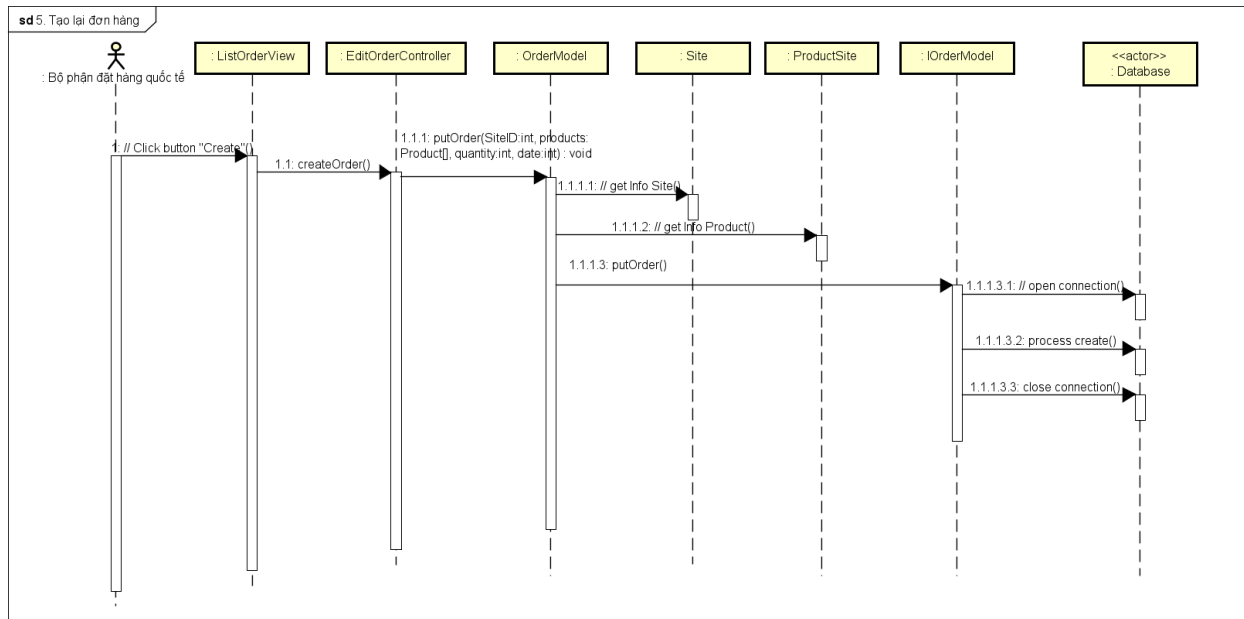 sd 5. Tạo lại đơn hàng
: Bộ phận đặt hàng quốc tế
: ListOrderView
: EditOrderController
: OrderModel
: Site
: ProductSite
: IOrderModel
<<actor>>
: Database
1: // Click button "Create"()
1.1: createOrder()
1.1.1: putOrder(SiteID:int, products:
Product[], quantity:int, date:int) : void
1.1.1.1: // get Info Site()
1.1.1.2: // get Info Product()
1.1.1.3: putOrder()
1.1.1.3.1: // open connection()
1.1.1.3.2: process create()
1.1.1.3.3: close connection()